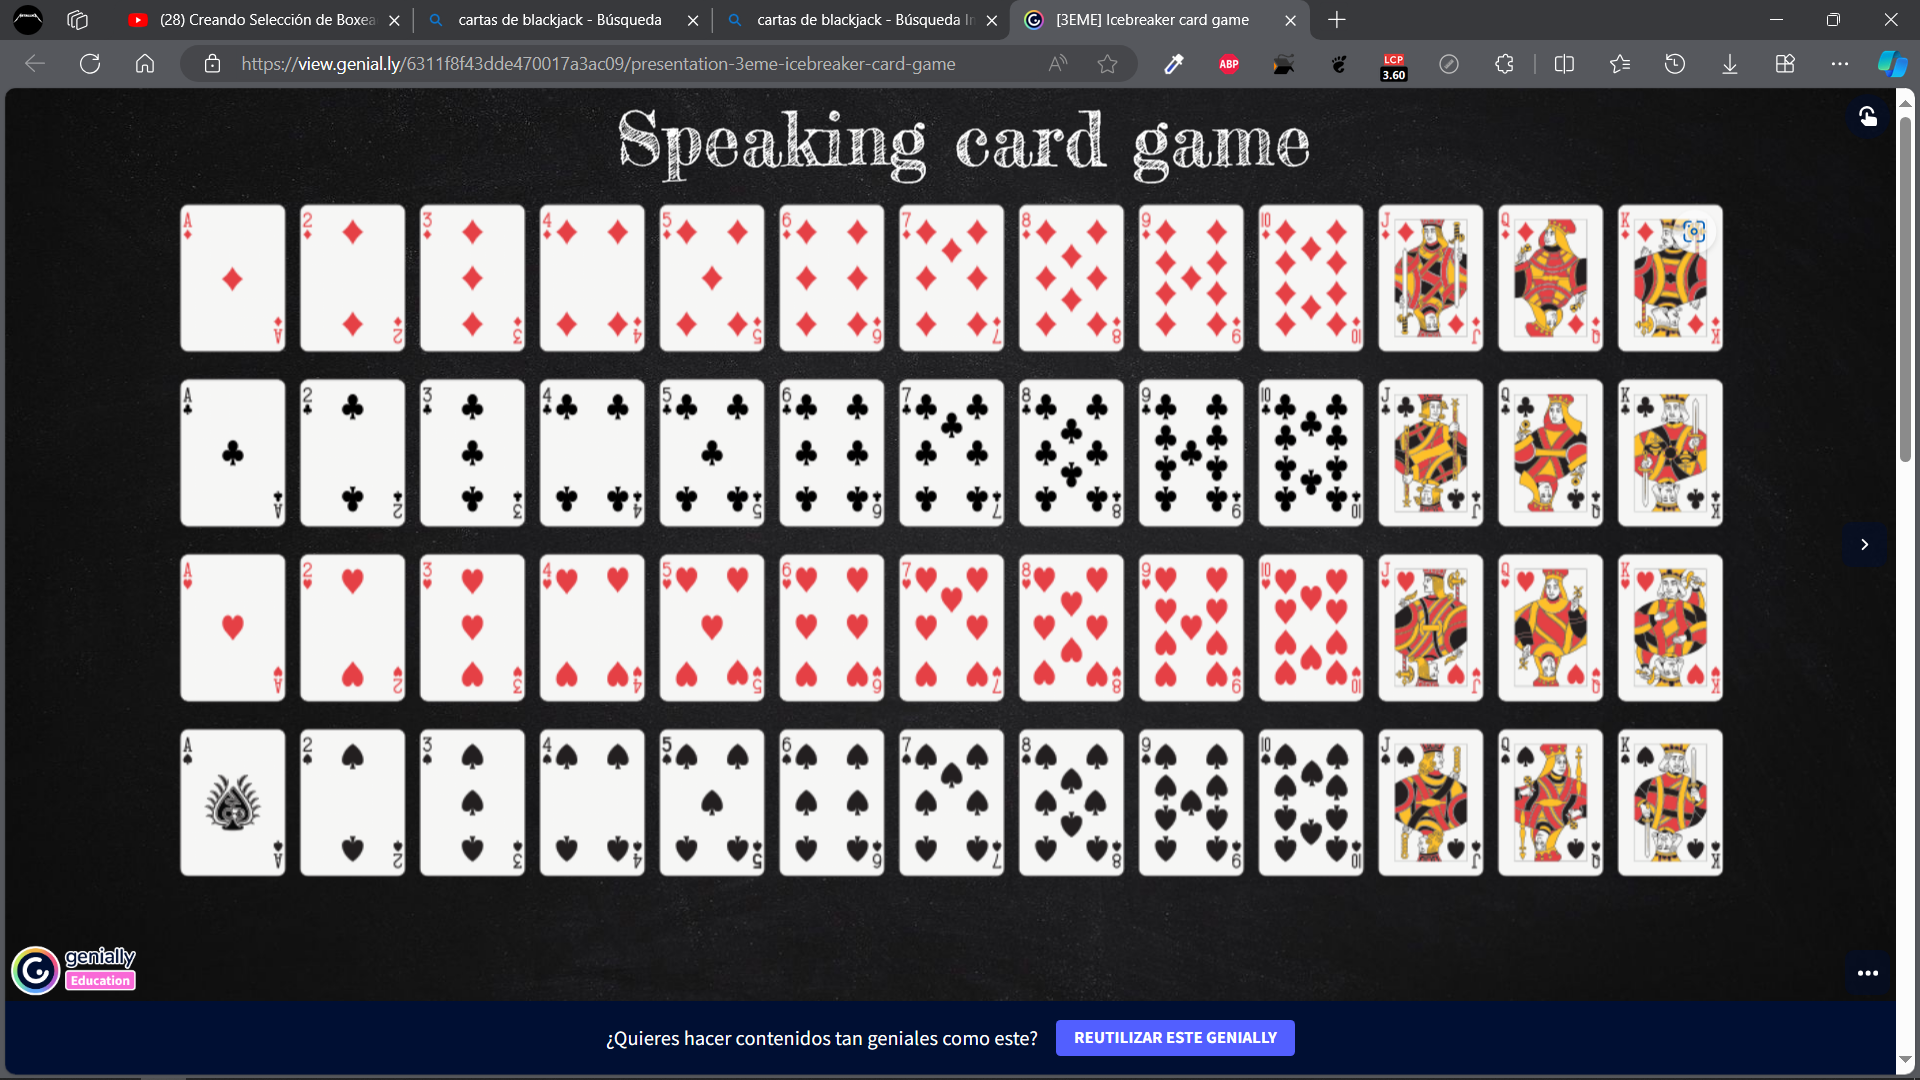 (28) Creando Selección de Boxea
cartas de blackjack - Búsqueda
cartas de blackjack - Búsqueda In
[3EME] Icebreaker card game
https://view.genial.ly/6311f8f43dde470017a3ac09/presentation-3eme-icebreaker-card-game
ABP
LCP
3.60
Speaking card game
A 2 3 4 5 6 7 8 9 10 J Q K
A 2 3 4 5 6 7 8 9 10 J Q K
A 2 3 4 5 6 7 8 9 10 J Q K
A 2 3 4 5 6 7 8 9 10 J Q K
A 2 3 4 5 6 7 8 9 10 J Q K
A 2 3 4 5 6 7 8 9 10 J Q K
A 2 3 4 5 6 7 8 9 10 J Q K
A 2 3 4 5 6 7 8 9 10 J Q K
genially
Education
¿Quieres hacer contenidos tan geniales como este?
REUTILIZAR ESTE GENIALLY